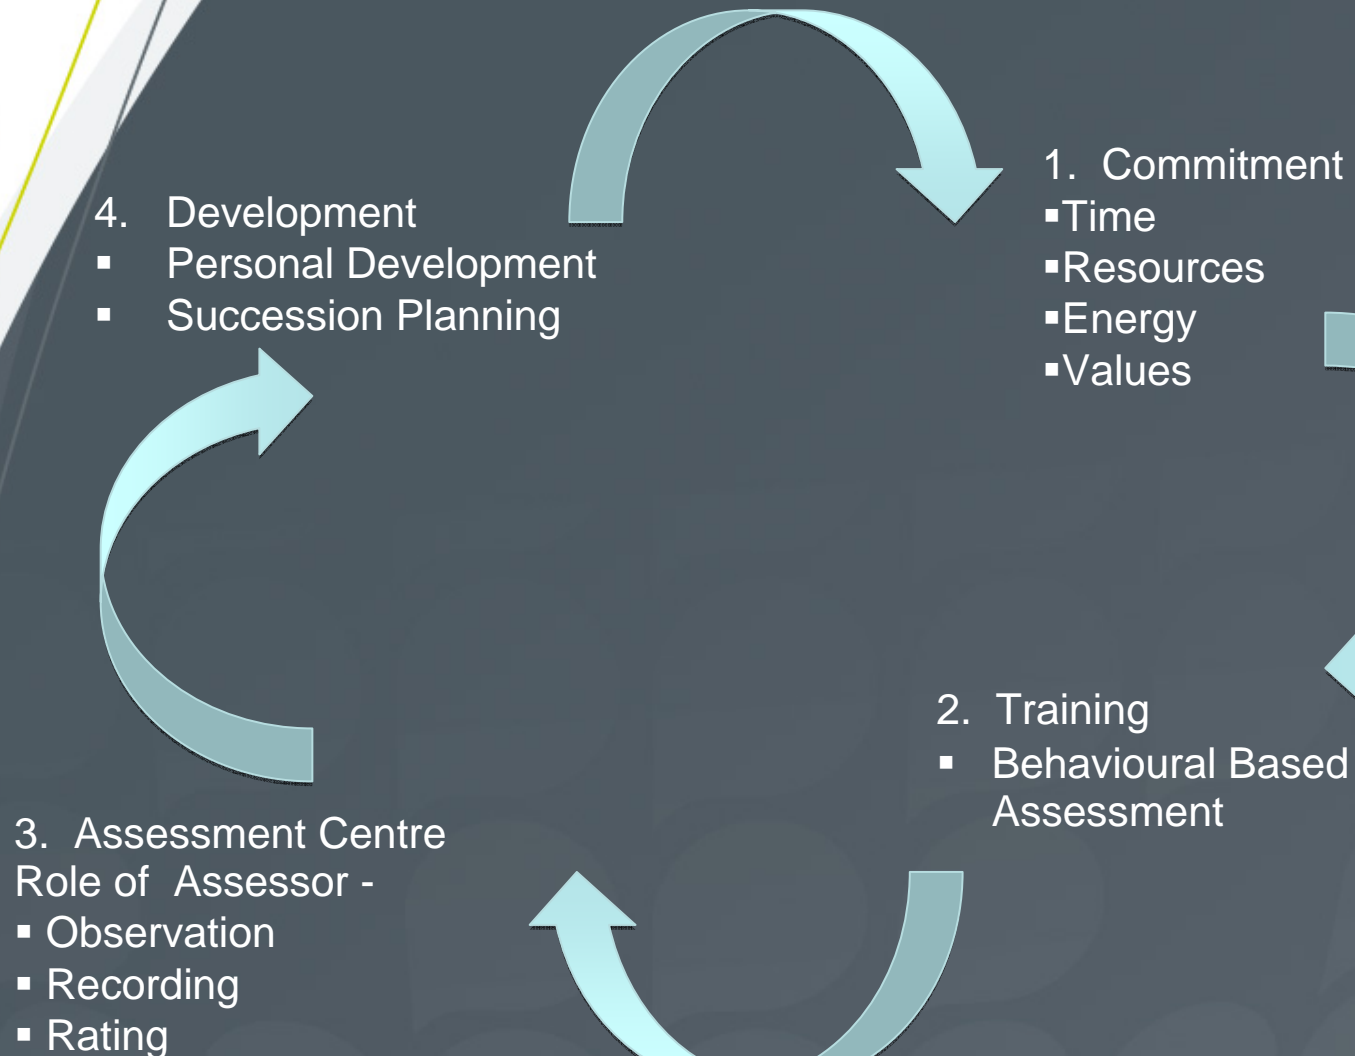 1. Commitment
▪Time
▪Resources
▪Energy
▪Values
2. Training
▪ Behavioural Based
Assessment
3. Assessment Centre
Role of Assessor -
▪ Observation
▪ Recording
▪ Rating
4. Development
▪ Personal Development
▪ Succession Planning